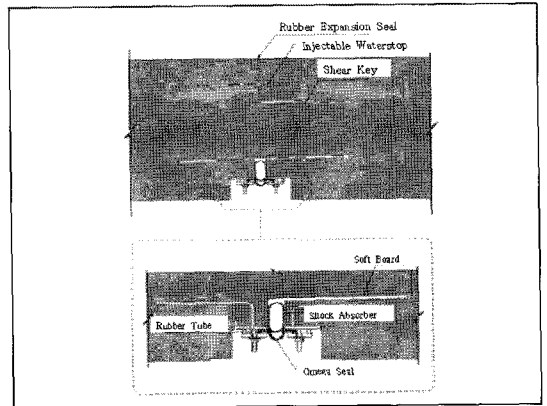 Rubber Expansion Seal
Injectable Waterstop
Shear Key
Soft Board
Rubber Tube
Shock Absorber
Omega Seal